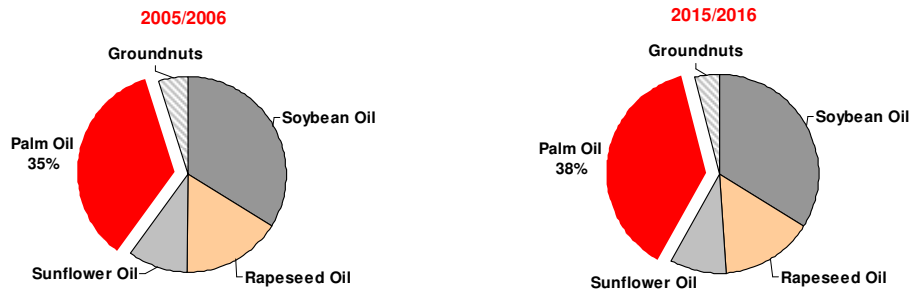 2005/2006
Groundnuts
Soybean Oil
Palm Oil
35%
Sunflower Oil
Rapeseed Oil
2015/2016
Groundnuts
Soybean Oil
Palm Oil
38%
Sunflower Oil
Rapeseed Oil